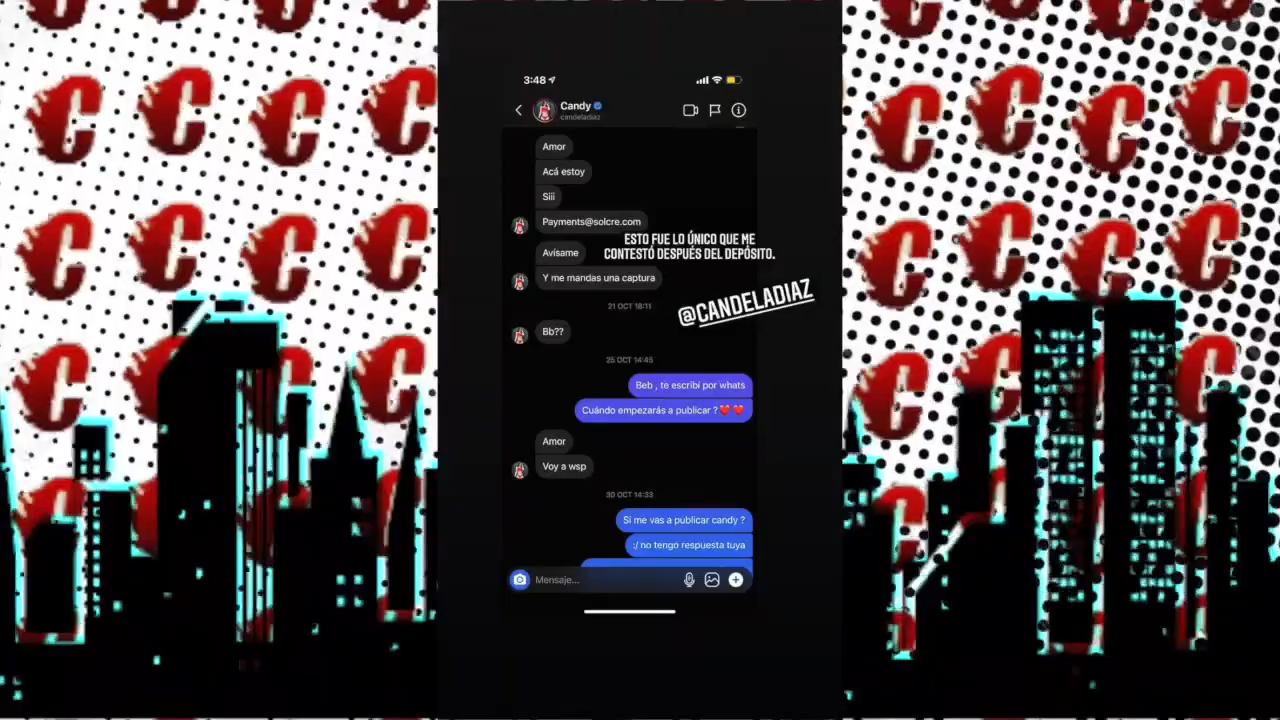 3:48
Candy
candeladiaz
Amor
Acá estoy
Siii
Payments@solcre.com
Avísame
Y me mandas una captura
ESTO FUE LO ÚNICO QUE ME
CONTESTÓ DESPUÉS DEL DEPÓSITO.
@CANDELADIAZ
21 OCT 18:11
Bb??
25 OCT 14:45
Beb , te escribí por whats
Cuándo empezarás a publicar ?❤️❤️
Amor
Voy a wsp
30 OCT 14:33
Si me vas a publicar candy ?
:/ no tengo respuesta tuya
Mensaje...